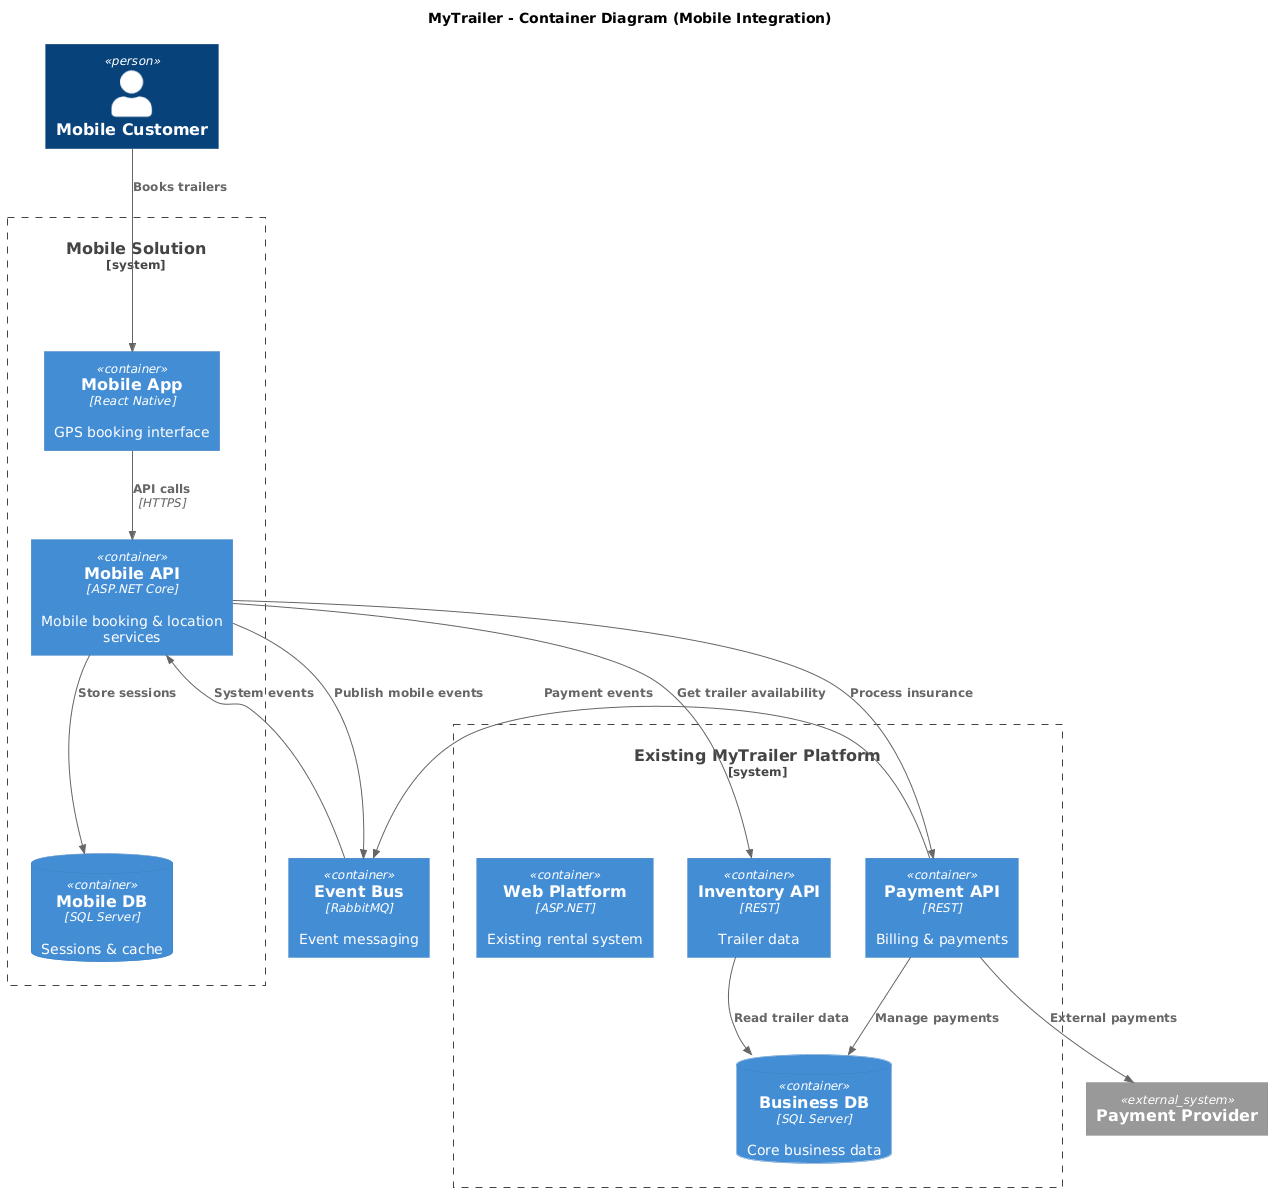 MyTrailer - Container Diagram (Mobile Integration)
«person»
Mobile Customer
Books trailers
Mobile Solution
[system]
«container»
Mobile App
[React Native]
GPS booking interface
API calls
[HTTPS]
«container»
Mobile API
[ASP.NET Core]
Mobile booking & location
services
Store sessions
System events
Publish mobile events
Payment events
Get trailer availability
Process insurance
Existing MyTrailer Platform
[system]
«container»
Mobile DB
[SQL Server]
Sessions & cache
«container»
Event Bus
[RabbitMQ]
Event messaging
«container»
Web Platform
[ASP.NET]
Existing rental system
«container»
Inventory API
[REST]
Trailer data
«container»
Payment API
[REST]
Billing & payments
Read trailer data
Manage payments
External payments
«container»
Business DB
[SQL Server]
Core business data
«external_system»
Payment Provider